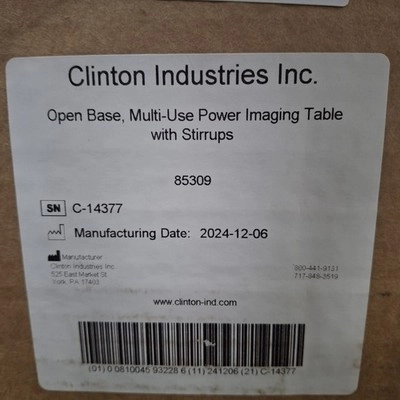 Clinton Industries Inc.
Open Base, Multi-Use Power Imaging Table
with Stirrups
85309
SN C-14377
Manufacturing Date: 2024-12-06
Manufacturer
Clinton Industries Inc.
525 East Market St.
York, PA 17403
800-441-9131
717-848-3519
www.clinton-ind.com
(01) 0 0810045 93228 6 (11) 241206 (21) C-14377